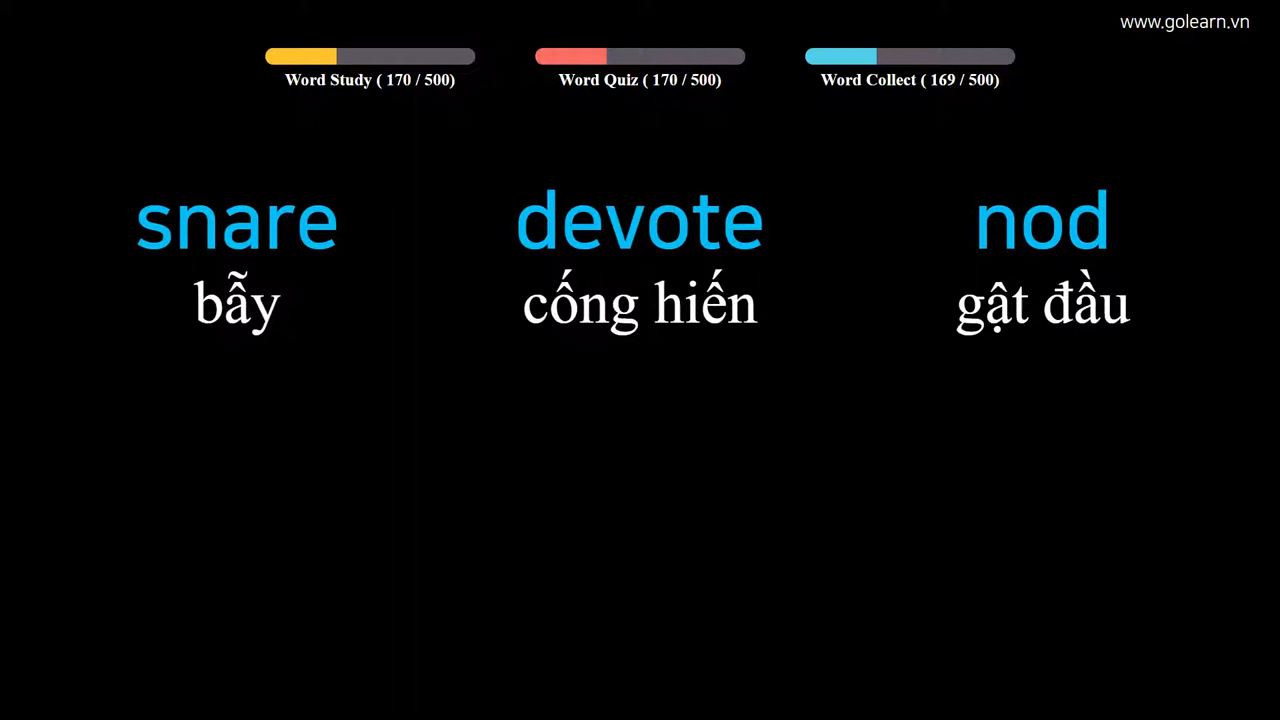 www.golearn.vn
Word Study ( 170 / 500)
Word Quiz ( 170 / 500)
Word Collect ( 169 / 500)
snare
bẫy
devote
cống hiến
nod
gật đầu